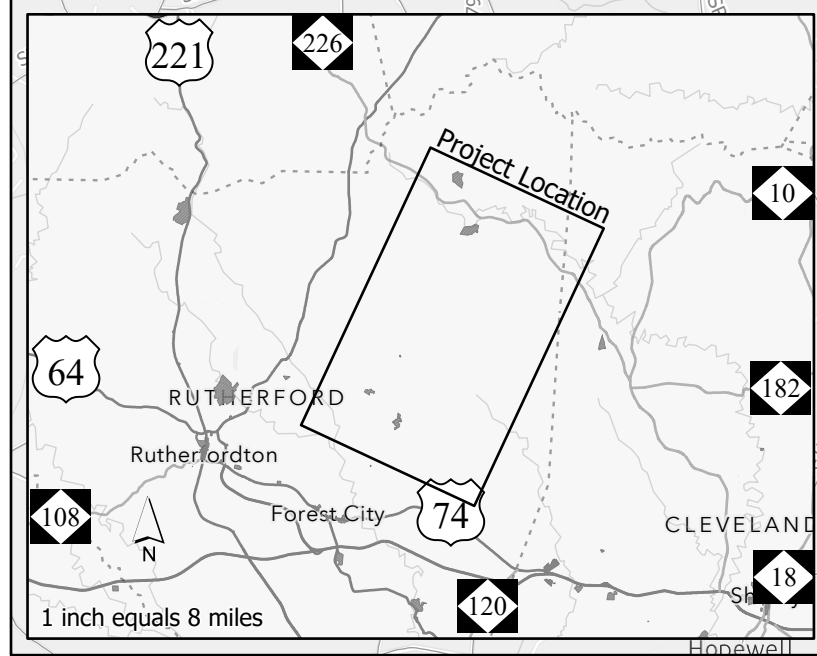 221
226
Project Location
10
64
182
RUTHERFORD
Rutherfordton
108
N
Forest City
74
CLEVELAND
18
120
1 inch equals 8 miles
Hopewell